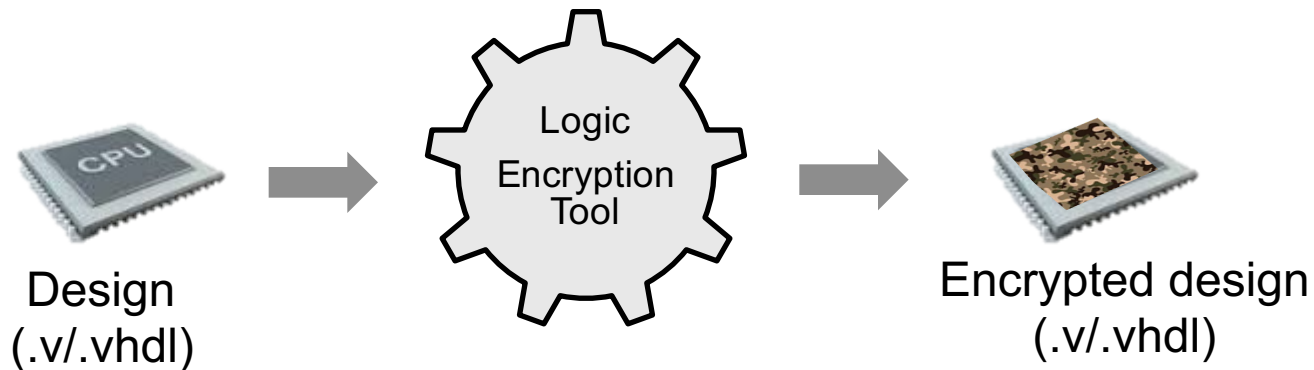 CPU
Design
(.v/.vhdl)
Logic
Encryption
Tool
Encrypted design
(.v/.vhdl)